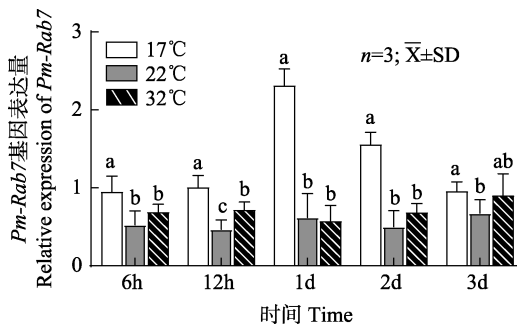 Pm-Rab7基因表达量
Relative expression of Pm-Rab7
3
2
1
0
17℃
22℃
32℃
n=3; X̅±SD
a b b
a c b
a b b
a b b
a b ab
6h 12h 1d 2d 3d
时间 Time